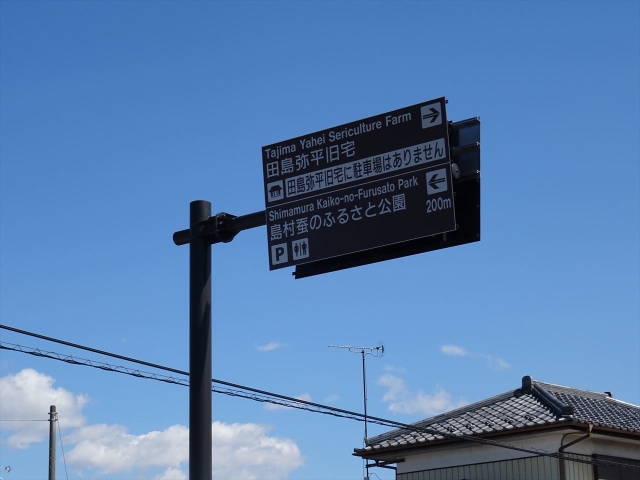 Tajima Yahei Sericulture Farm
田島弥平旧宅
田島弥平旧宅に駐車場はありません
Shimamura Kaiko-no-Furusato Park
島村蚕のふるさと公園
200m
P